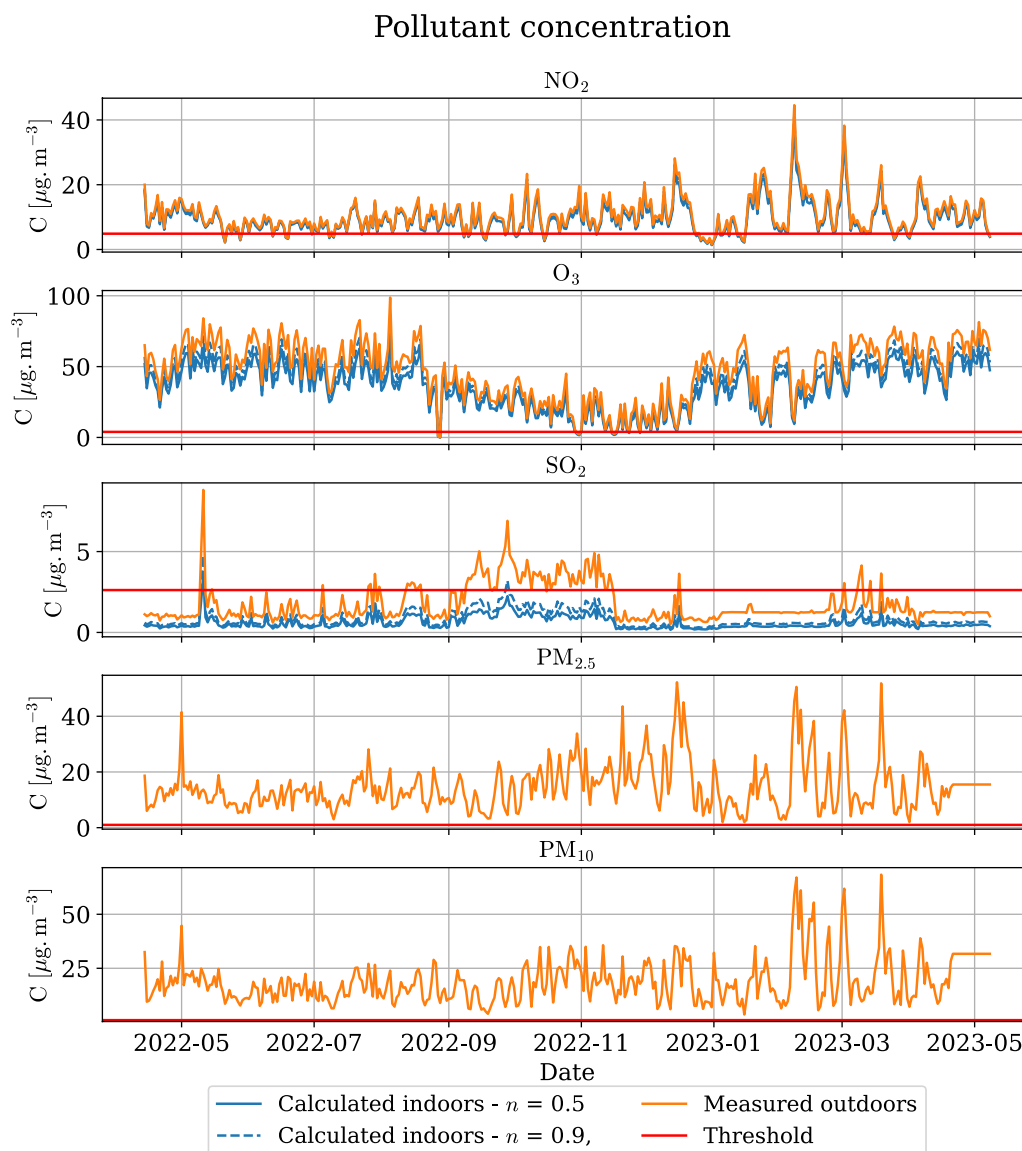 Pollutant concentration
NO₂
C [μg. m⁻³]
40
20
0
O₃
C [μg. m⁻³]
100
50
0
SO₂
C [μg. m⁻³]
5
0
PM₂.₅
C [μg. m⁻³]
40
20
0
PM₁₀
C [μg. m⁻³]
50
25
2022-05 2022-07 2022-09 2022-11 2023-01 2023-03 2023-05
Date
Calculated indoors - n = 0.5 Measured outdoors
Calculated indoors - n = 0.9, Threshold